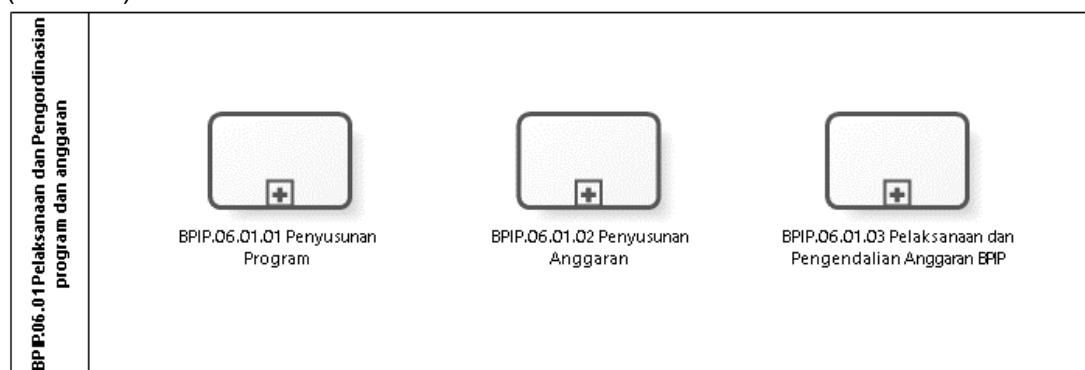 BPIP.06.01 Pelaksanaan dan Pengordinasian
program dan anggaran
BPIP.06.01.01 Penyusunan
Program
BPIP.06.01.02 Penyusunan
Anggaran
BPIP.06.01.03 Pelaksanaan dan
Pengendalian Anggaran BPIP